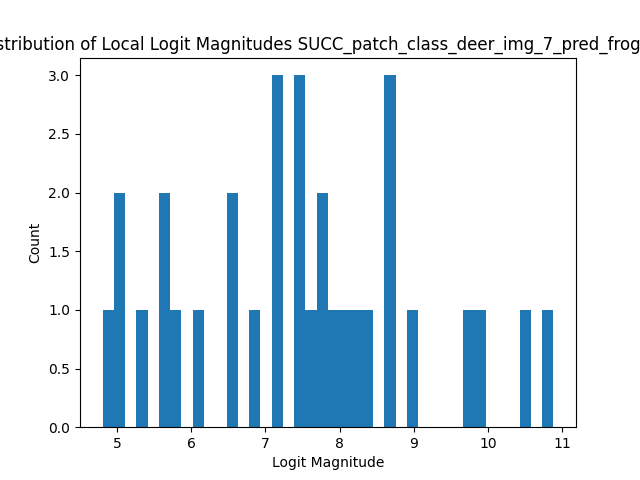 stribution of Local Logit Magnitudes SUCC_patch_class_deer_img_7_pred_frog
3.0
2.5
2.0
1.5
1.0
0.5
0.0
Count
5 6 7 8 9 10 11
Logit Magnitude